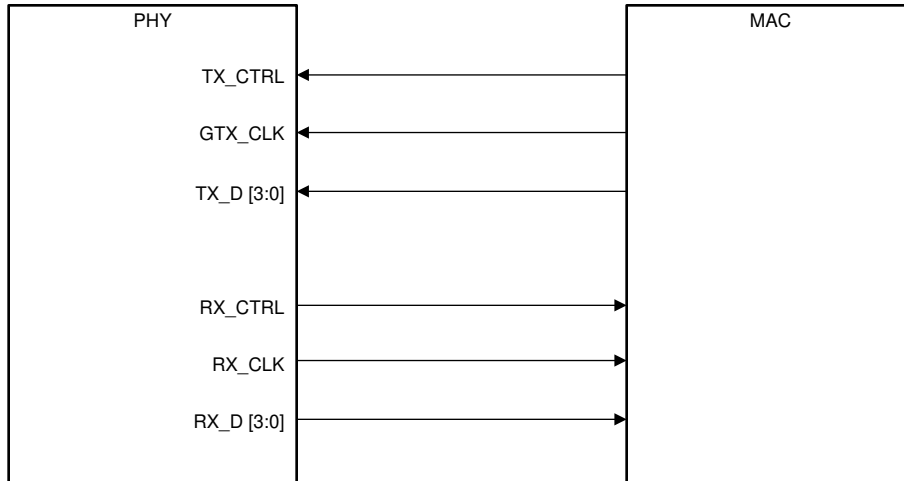 PHY
MAC
TX_CTRL
GTX_CLK
TX_D [3:0]
RX_CTRL
RX_CLK
RX_D [3:0]